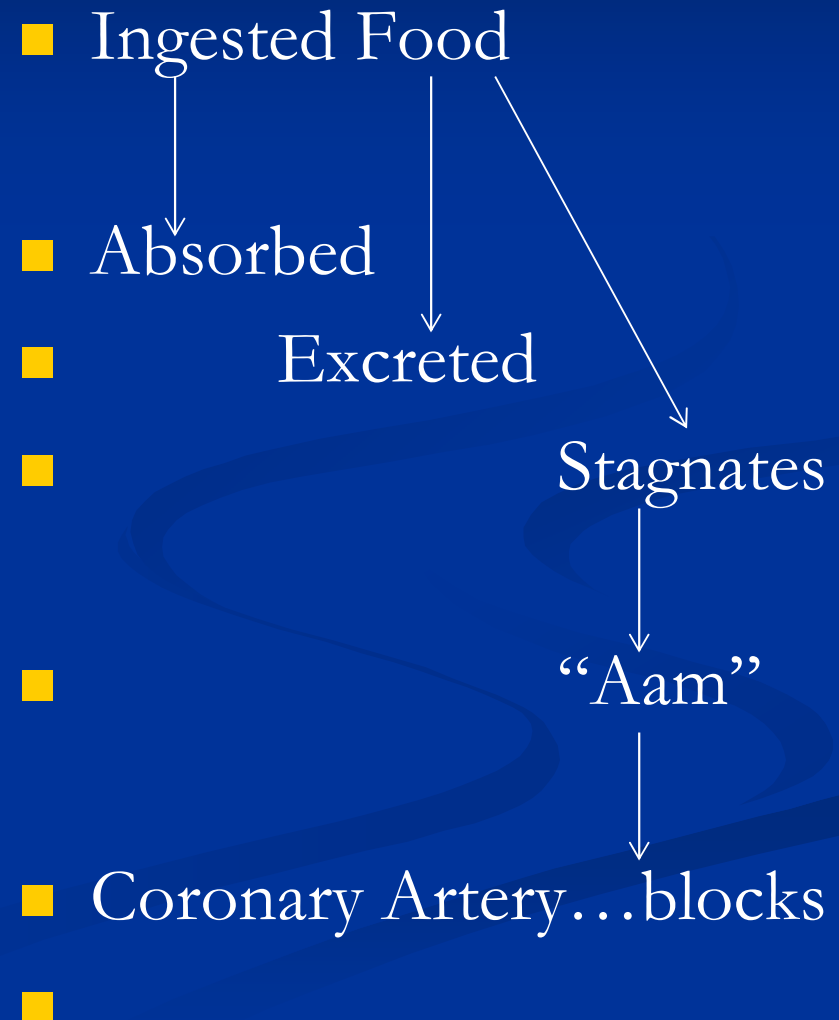 Ingested Food
Absorbed
Excreted
Stagnates
“Aam”
Coronary Artery…blocks